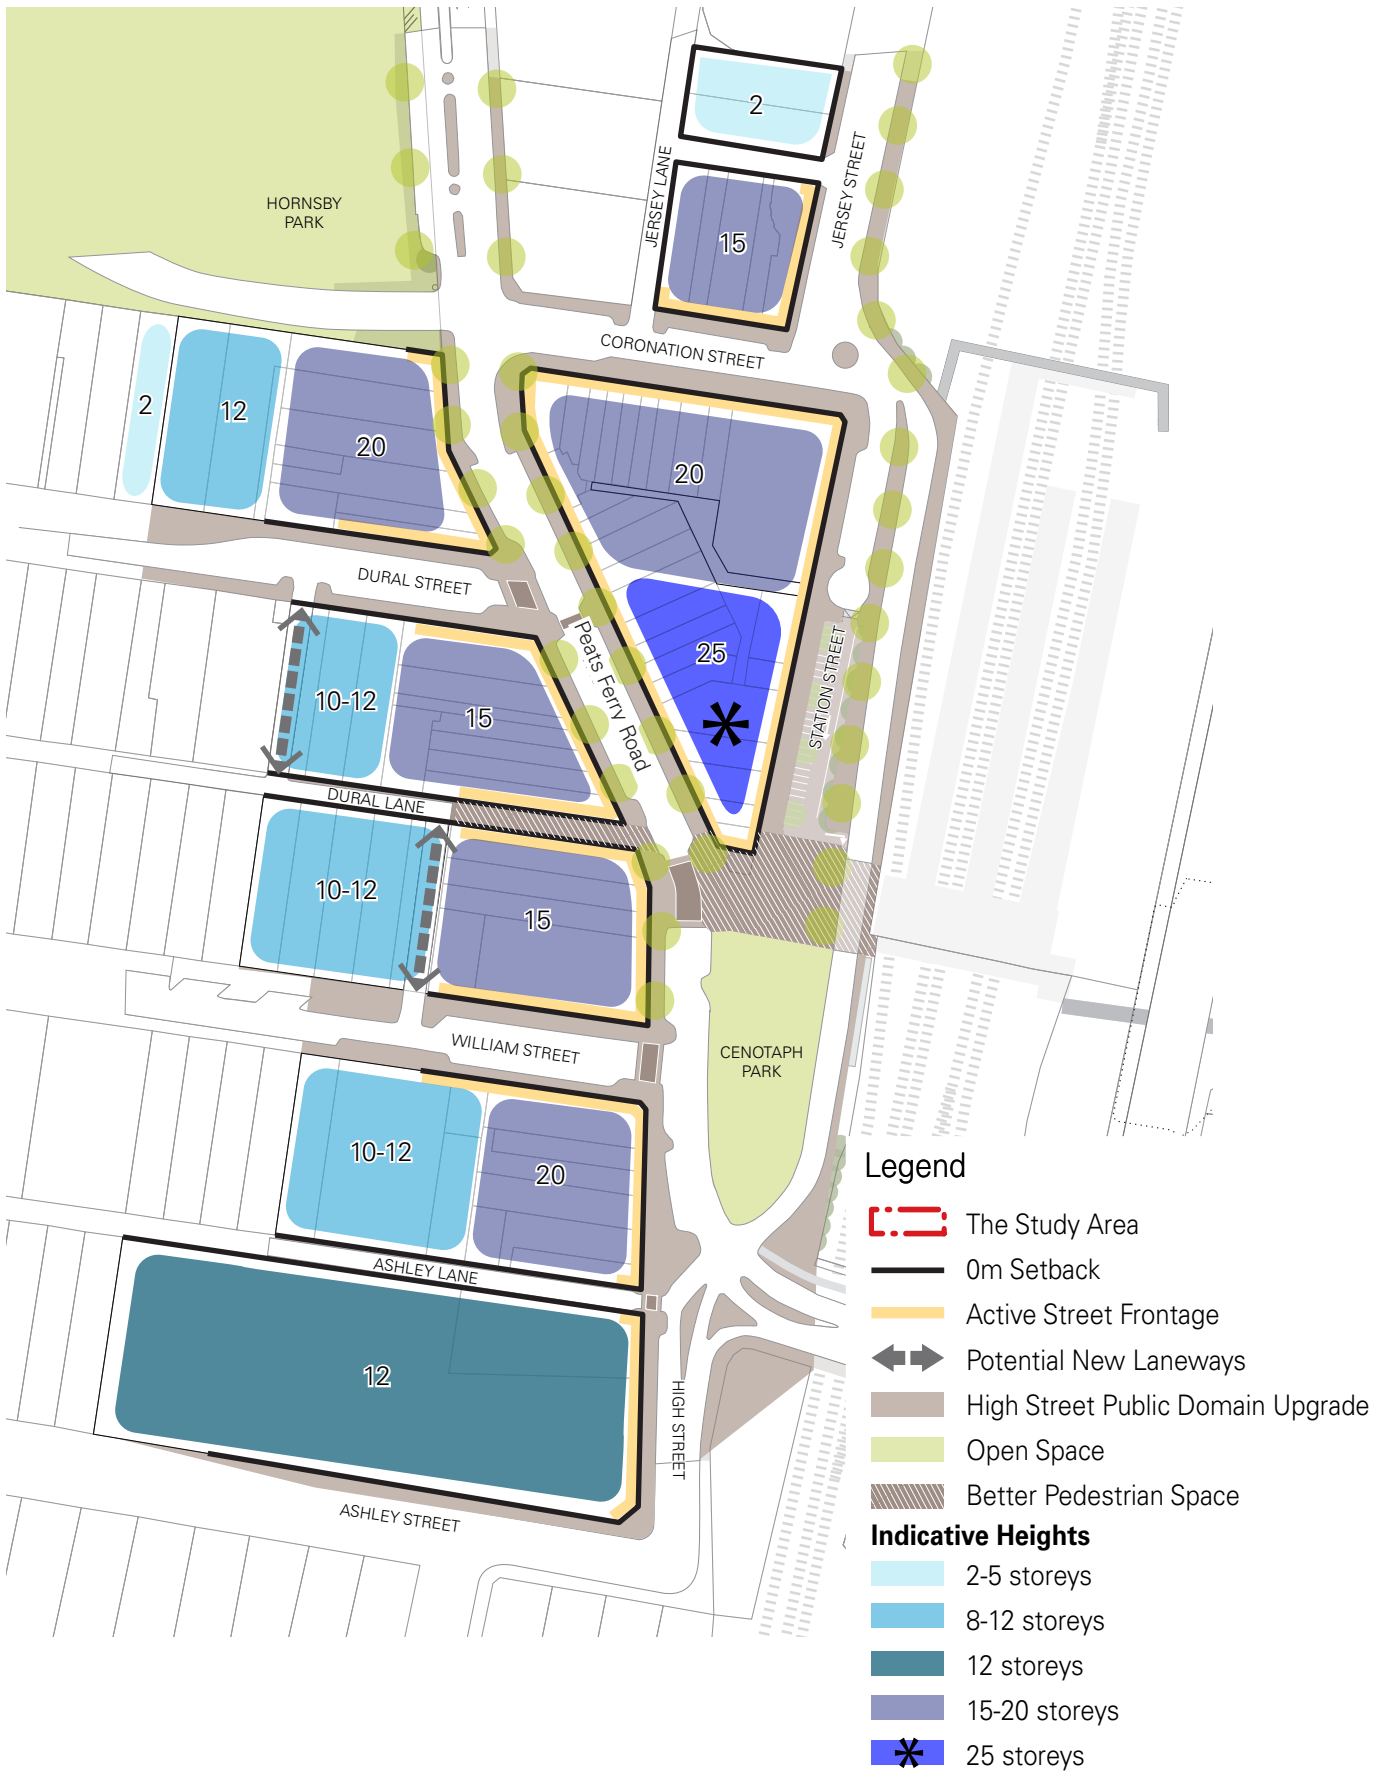 2
HORNSBY
PARK
JERSEY LANE
JERSEY STREET
15
CORONATION STREET
2
12
20
20
DURAL STREET
Peats Ferry Road
25
*
STATION STREET
10-12
15
DURAL LANE
10-12
15
WILLIAM STREET
CENOTAPH
PARK
10-12
20
ASHLEY LANE
12
HIGH STREET
ASHLEY STREET
Legend
The Study Area
0m Setback
Active Street Frontage
Potential New Laneways
High Street Public Domain Upgrade
Open Space
Better Pedestrian Space
Indicative Heights
2-5 storeys
8-12 storeys
12 storeys
15-20 storeys
* 25 storeys